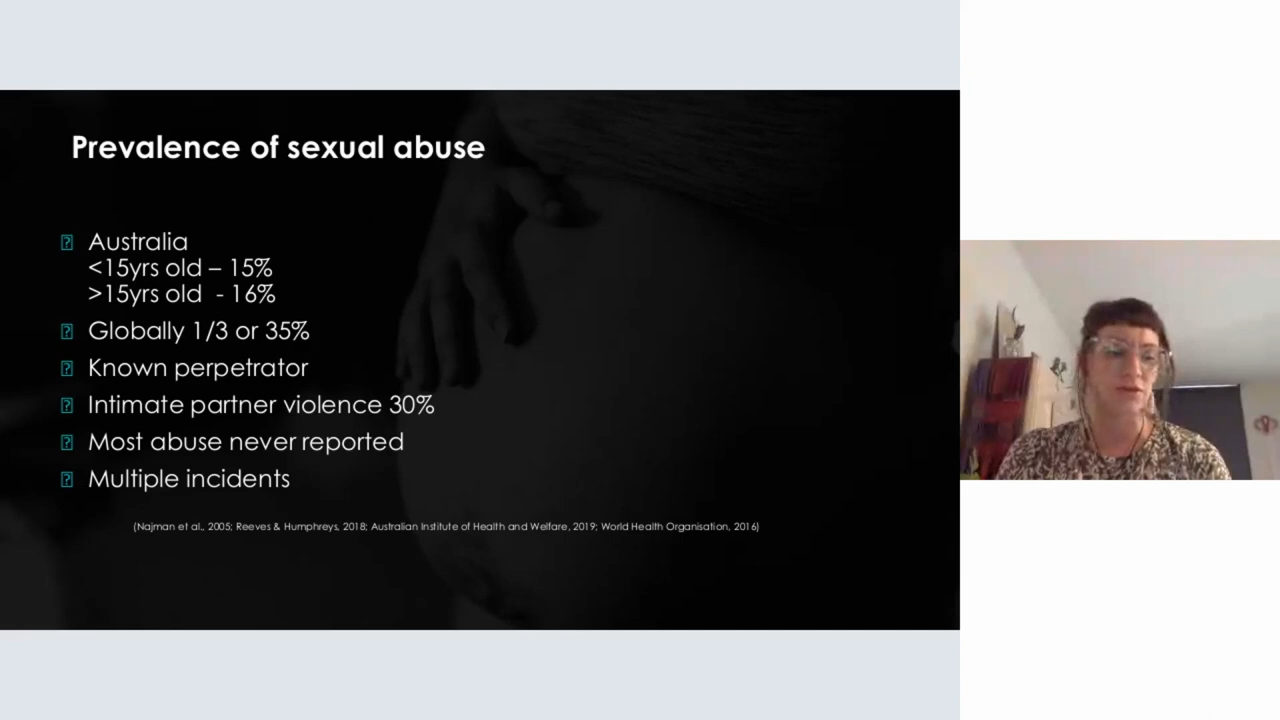 Prevalence of sexual abuse
Australia
<15yrs old – 15%
>15yrs old - 16%
Globally 1/3 or 35%
Known perpetrator
Intimate partner violence 30%
Most abuse never reported
Multiple incidents
(Najman et al., 2005; Reeves & Humphreys, 2018; Australian Institute of Health and Welfare, 2019; World Health Organisation, 2016)